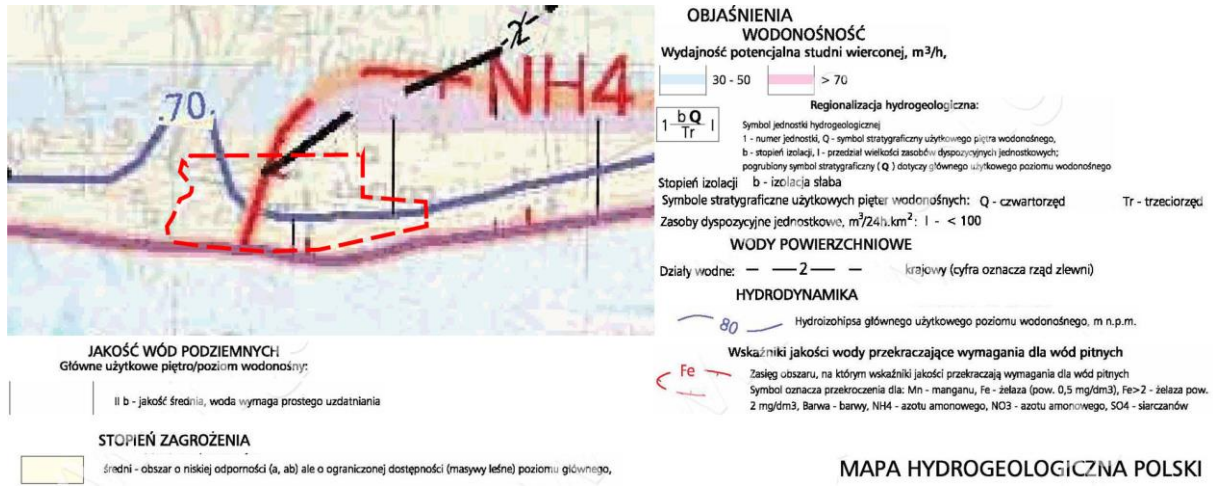 70
2
NH4
JAKOŚĆ WÓD PODZIEMNYCH
Główne użytkowe piętro/poziom wodonośny:
II b - jakość średnia, woda wymaga prostego uzdatniania
STOPIEŃ ZAGROŻENIA
średni - obszar o niskiej odporności (a, ab) ale o ograniczonej dostępności (masywy leśne) poziomu głównego,
OBJAŚNIENIA
WODONOŚNOŚĆ
Wydajność potencjalna studni wierconej, m³/h,
30 - 50
> 70
Regionalizacja hydrogeologiczna:
1 b Q I
Tr
Symbol jednostki hydrogeologicznej
1 - numer jednostki, Q - symbol stratygraficzny użytkowego piętra wodonośnego,
b - stopień izolacji, I - przedział wielkości zasobów dyspozycyjnych jednostkowych;
pogrubiony symbol stratygraficzny ( Q ) dotyczy głównego użytkowego poziomu wodonośnego
Stopień izolacji b - izolacja słaba
Symbole stratygraficzne użytkowych pięter wodonośnych: Q - czwartorzęd Tr - trzeciorzęd
Zasoby dyspozycyjne jednostkowe, m³/24h.km²: I - < 100
WODY POWIERZCHNIOWE
Działy wodne: 2 krajowy (cyfra oznacza rząd zlewni)
HYDRODYNAMIKA
80 Hydroizohipsa głównego użytkowego poziomu wodonośnego, m n.p.m.
Wskaźniki jakości wody przekraczające wymagania dla wód pitnych
Fe Zasięg obszaru, na którym wskaźniki jakości przekraczają wymagania dla wód pitnych
Symbol oznacza przekroczenia dla: Mn - manganu, Fe - żelaza (pow. 0,5 mg/dm3), Fe>2 - żelaza pow.
2 mg/dm3, Barwa - barwy, NH4 - azotu amonowego, NO3 - azotu amonowego, SO4 - siarczanów
MAPA HYDROGEOLOGICZNA POLSKI